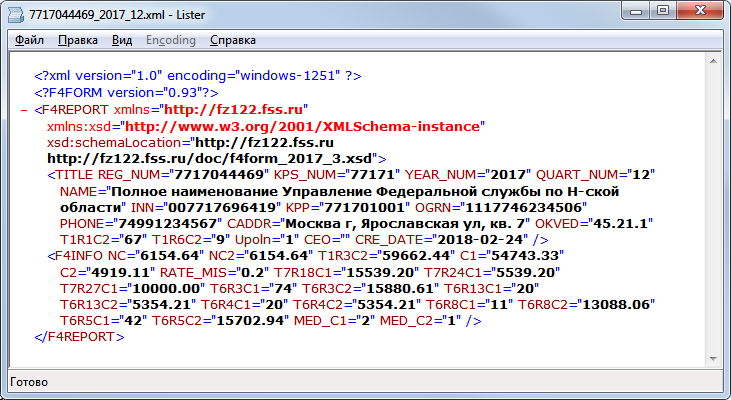 7717044469_2017_12.xml - Lister
Файл Правка Вид Encoding Справка
<?xml version="1.0" encoding="windows-1251" ?>
<?F4FORM version="0.93"?>
- <F4REPORT xmlns="http://fz122.fss.ru"
xmlns:xsd="http://www.w3.org/2001/XMLSchema-instance"
xsd:schemaLocation="http://fz122.fss.ru
http://fz122.fss.ru/doc/f4form_2017_3.xsd">
<TITLE REG_NUM="7717044469" KPS_NUM="77171" YEAR_NUM="2017" QUART_NUM="12"
NAME="Полное наименование Управление Федеральной службы по Н-ской
области" INN="007717696419" KPP="771701001" OGRN="1117746234506"
PHONE="74991234567" CADDR="Москва г, Ярославская ул, кв. 7" OKVED="45.21.1"
T1R1C2="67" T1R6C2="9" Upoln="1" CEO="" CRE_DATE="2018-02-24" />
<F4INFO NC="6154.64" NC2="6154.64" T1R3C2="59662.44" C1="54743.33"
C2="4919.11" RATE_MIS="0.2" T7R18C1="15539.20" T7R24C1="5539.20"
T7R27C1="10000.00" T6R3C1="74" T6R3C2="15880.61" T6R13C1="20"
T6R13C2="5354.21" T6R4C1="20" T6R4C2="5354.21" T6R8C1="11" T6R8C2="13088.06"
T6R5C1="42" T6R5C2="15702.94" MED_C1="2" MED_C2="1" />
</F4REPORT>
Готово